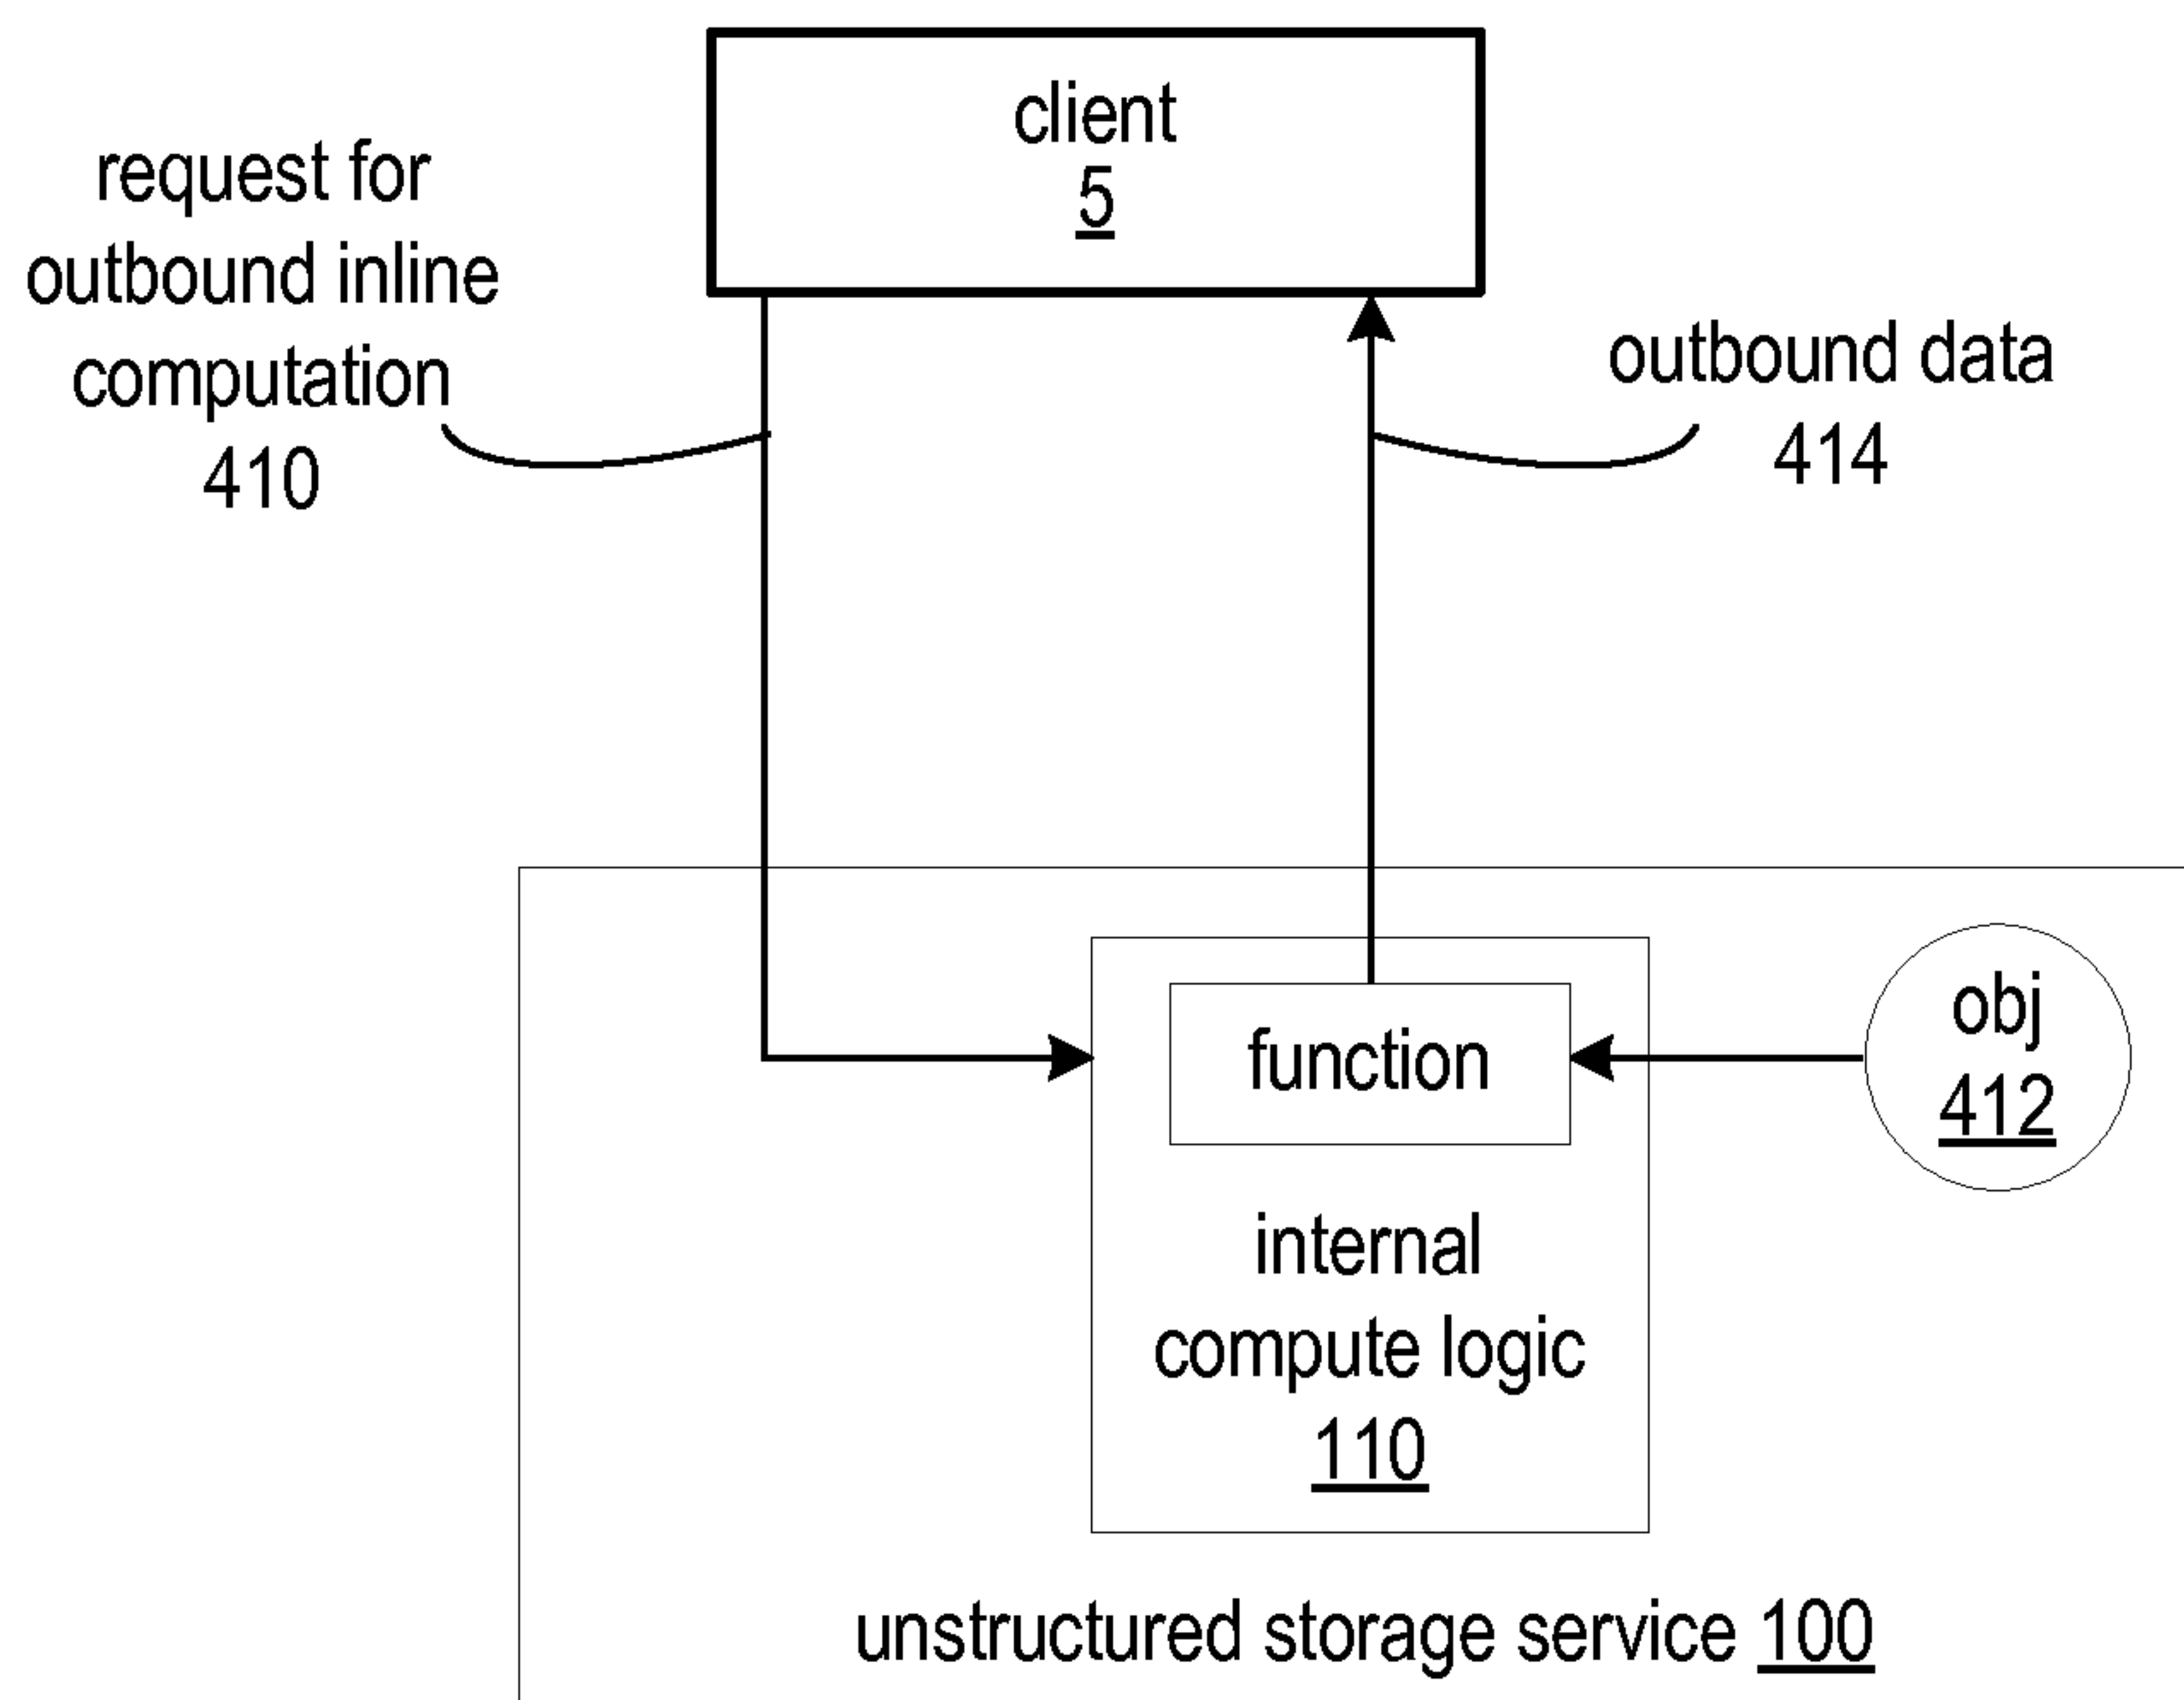 client
5
request for
outbound inline
computation
410
outbound data
414
function
obj
412
internal
compute logic
110
unstructured storage service 100